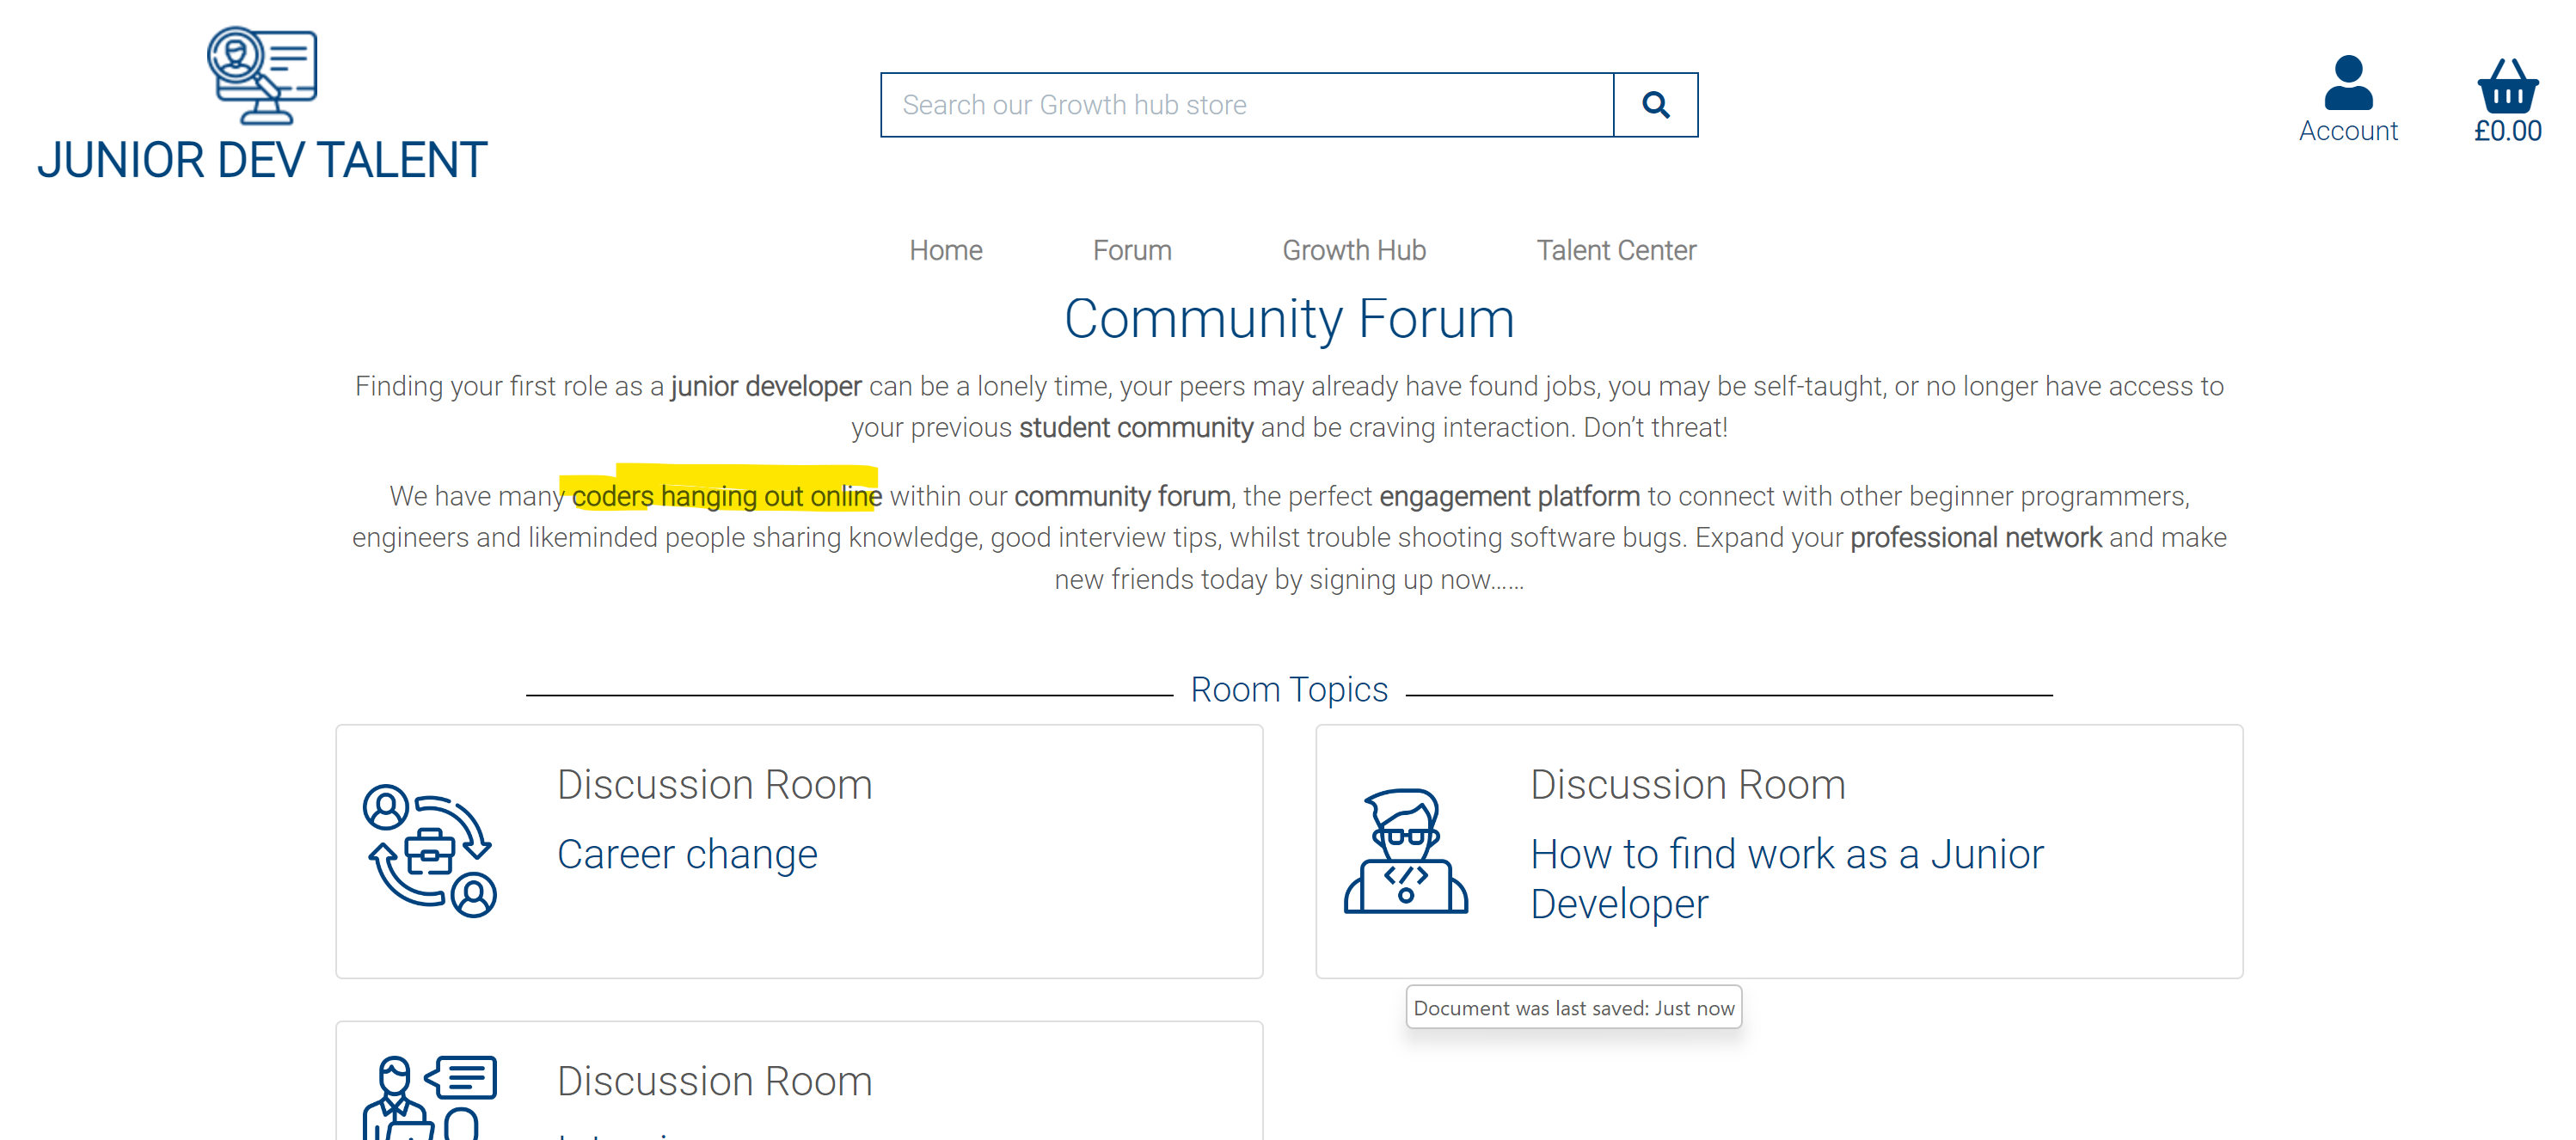 JUNIOR DEV TALENT
Search our Growth hub store
Account
£0.00
Home Forum Growth Hub Talent Center
Community Forum
Finding your first role as a junior developer can be a lonely time, your peers may already have found jobs, you may be self-taught, or no longer have access to
your previous student community and be craving interaction. Don’t threat!
We have many coders hanging out online within our community forum, the perfect engagement platform to connect with other beginner programmers,
engineers and likeminded people sharing knowledge, good interview tips, whilst trouble shooting software bugs. Expand your professional network and make
new friends today by signing up now......
Room Topics
Discussion Room
Career change
Discussion Room
How to find work as a Junior
Developer
Document was last saved: Just now
Discussion Room